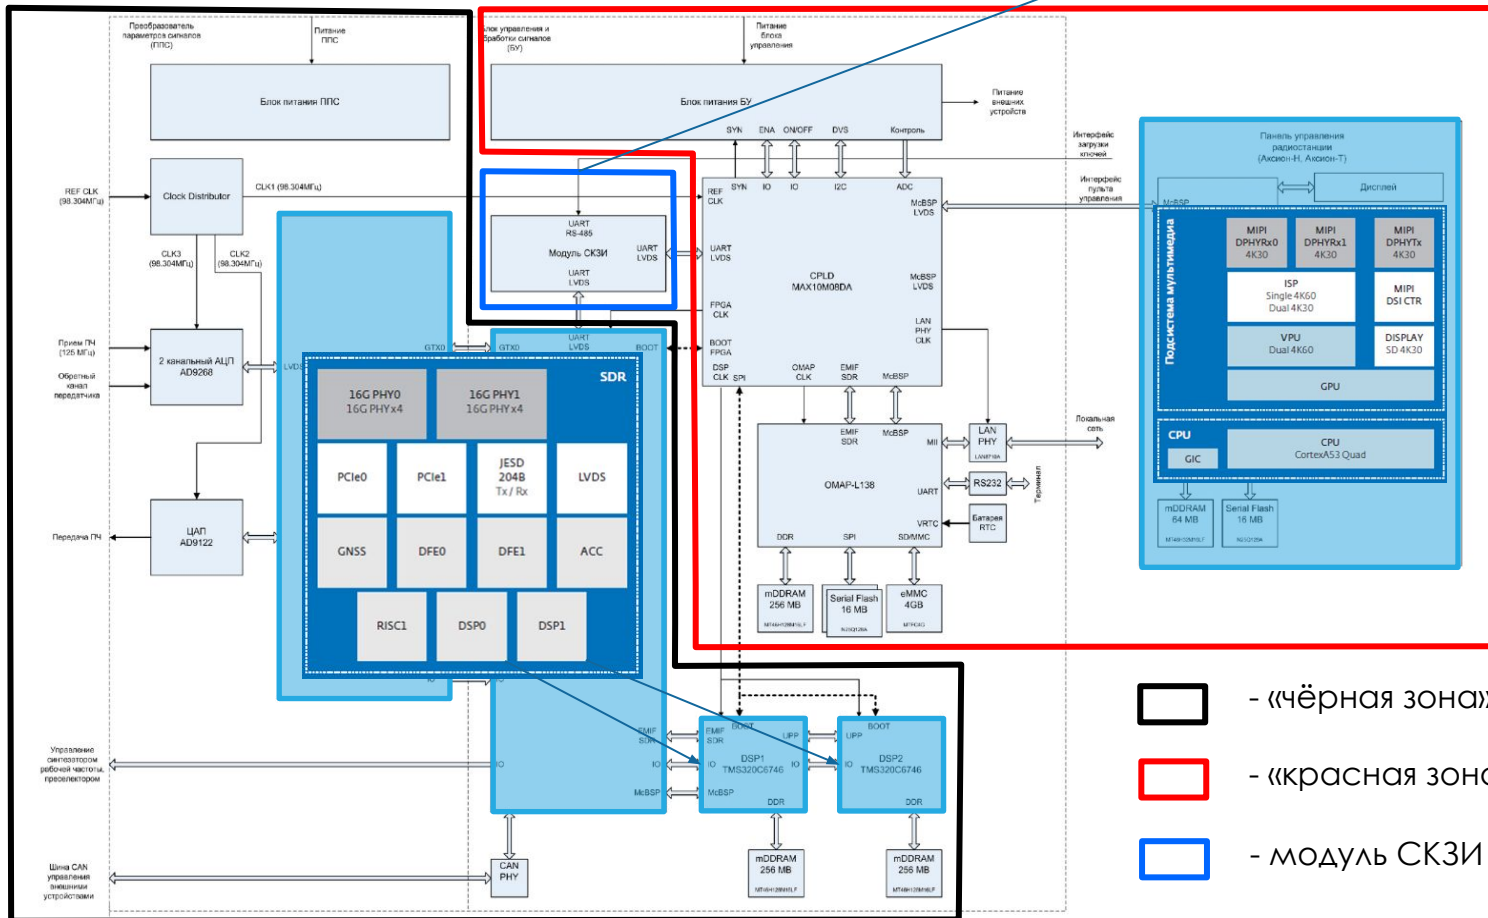 Преобразователь
параметров сигналов
(ППС)
Питание
ППС
Блок управления и
обработки сигналов
(БУ)
Питание
блока
управления
Блок питания ППС
Блок питания БУ
Питание
внешних
устройств
SYN ENA ON/OFF DVS Контроль
Интерфейс
загрузки
ключей
Интерфейс
пульта
управления
Панель управления
радиостанции
(Аксион-Н, Аксион-Т)
Дисплей
McBSP
REF CLK
(98.304МГц)
Clock Distributor
CLK1 (98.304МГц)
CLK3
(98.304МГц)
CLK2
(98.304МГц)
UART
RS-485
Модуль СКЗИ
UART
LVDS
UART
LVDS
REF
CLK
SYN IO IO I2C ADC
McBSP
LVDS
UART
LVDS
CPLD
MAX10M08DA
McBSP
LVDS
FPGA
CLK
LAN
PHY
CLK
BOOT
FPGA
DSP
CLK
SPI
OMAP
CLK
EMIF
SDR
McBSP
Прием ПЧ
(125 МГц)
Обратный
канал
передатчика
2 канальный АЦП
AD9268
LVDS
GTX0
GTX0
UART
LVDS
BOOT
SDR
16G PHY0
16G PHYx4
16G PHY1
16G PHYx4
PCIe0
PCIe1
JESD
204B
Tx / Rx
LVDS
GNSS
DFE0
DFE1
ACC
RISC1
DSP0
DSP1
Передача ПЧ
ЦАП
AD9122
IO
EMIF
SDR
McBSP
MII
OMAP-L138
UART
VRTC
DDR
SPI
SD/MMC
LAN
PHY
LAN8710A
RS232
Батарея
RTC
Локальная
сеть
Терминал
mDDRAM
256 MB
MT46H128M16LF
Serial Flash
16 MB
N25Q128A
eMMC
4GB
MTFC4G
Подсистема мультимедиа
MIPI
DPHYRx0
4K30
MIPI
DPHYRx1
4K30
MIPI
DPHYTx
4K30
ISP
Single 4K60
Dual 4K30
MIPI
DSI CTR
VPU
Dual 4K60
DISPLAY
SD 4K30
GPU
CPU
GIC
CPU
CortexA53 Quad
mDDRAM
64 MB
MT46H32M16LF
Serial Flash
16 MB
N25Q128A
Управление
синтезатором
рабочей частоты,
преселектором
IO
EMIF
SDR
IO
McBSP
EMIF
SDR
BOOT
UPP
DSP1
TMS320C6746
IO
McBSP
DDR
UPP
BOOT
DSP2
TMS320C6746
IO
DDR
Шина CAN
управления
внешними
устройствами
CAN
PHY
mDDRAM
256 MB
MT46H128M16LF
mDDRAM
256 MB
MT46H128M16LF
- «чёрная зона»
- «красная зона
- модуль СКЗИ